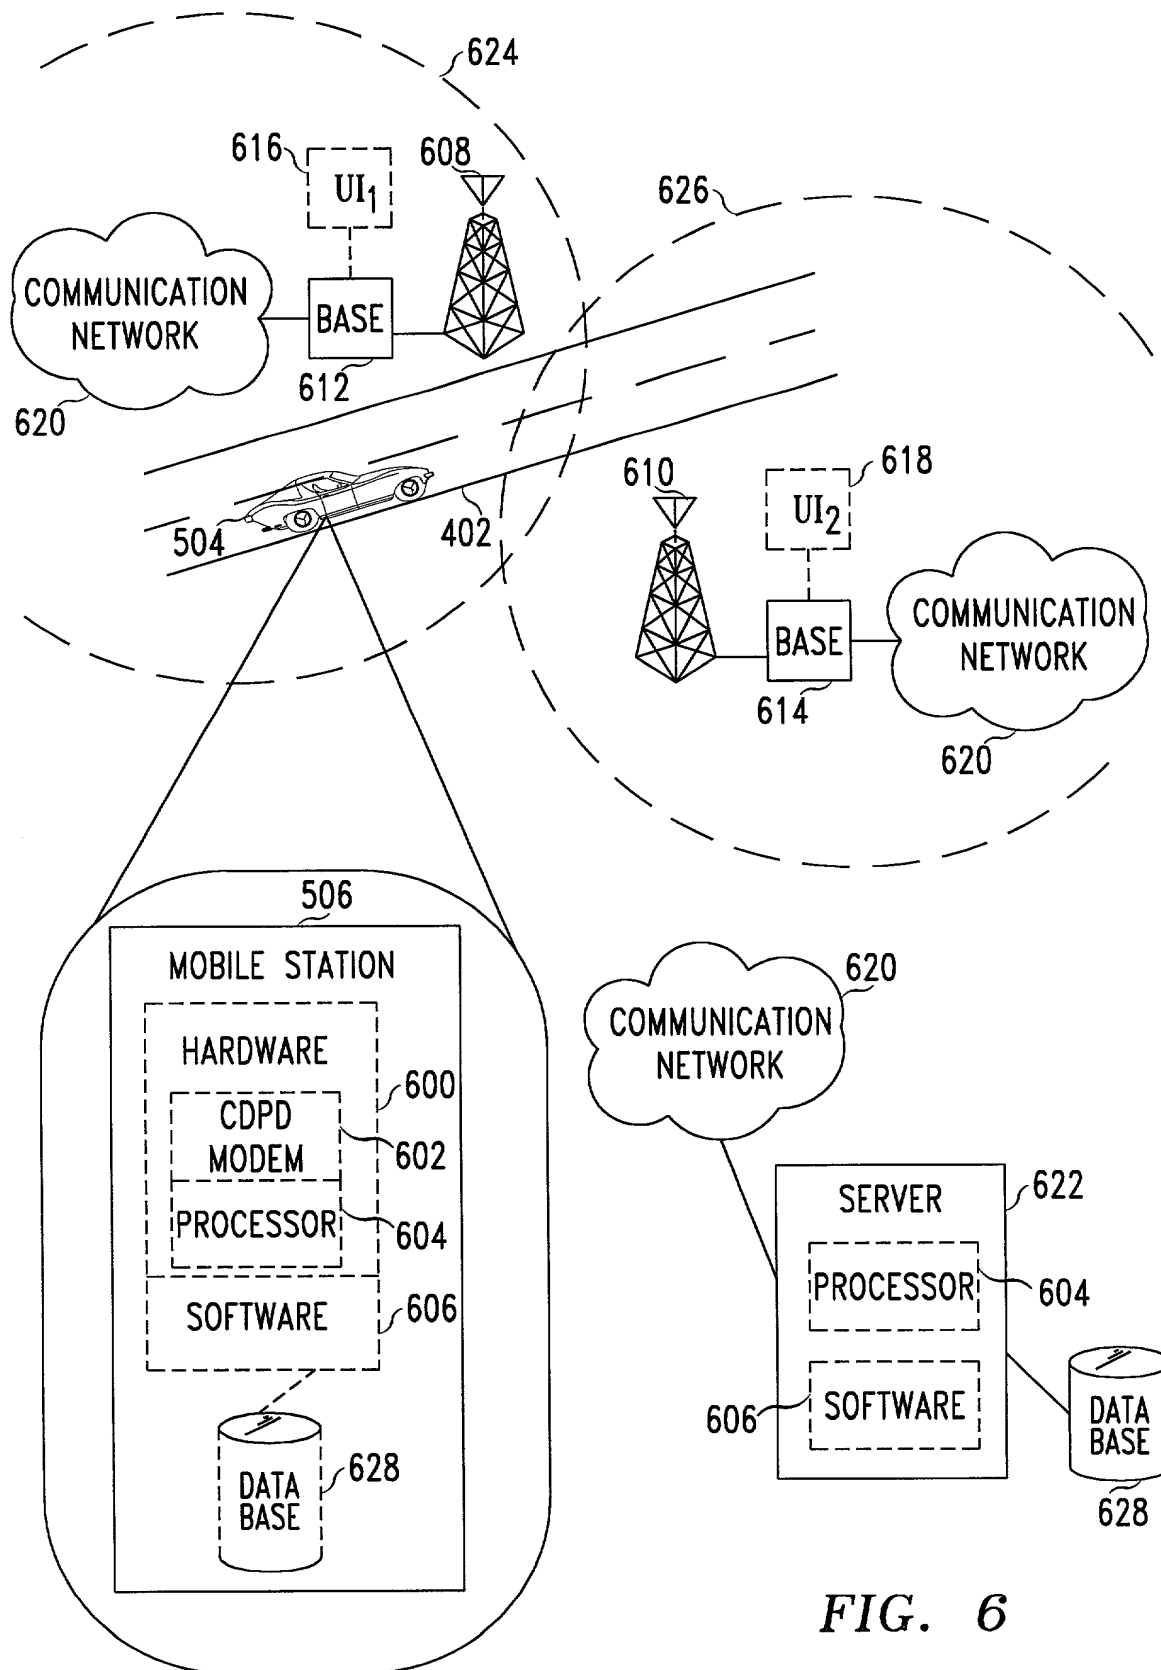 624
616
UI1
608
626
COMMUNICATION
NETWORK
BASE
612
620
504
402
610
618
UI2
BASE
614
COMMUNICATION
NETWORK
620
506
MOBILE STATION
HARDWARE
600
CDPD
MODEM
602
PROCESSOR
604
SOFTWARE
606
DATA
BASE
628
620
COMMUNICATION
NETWORK
SERVER
622
PROCESSOR
604
606
SOFTWARE
DATA
BASE
628
FIG. 6